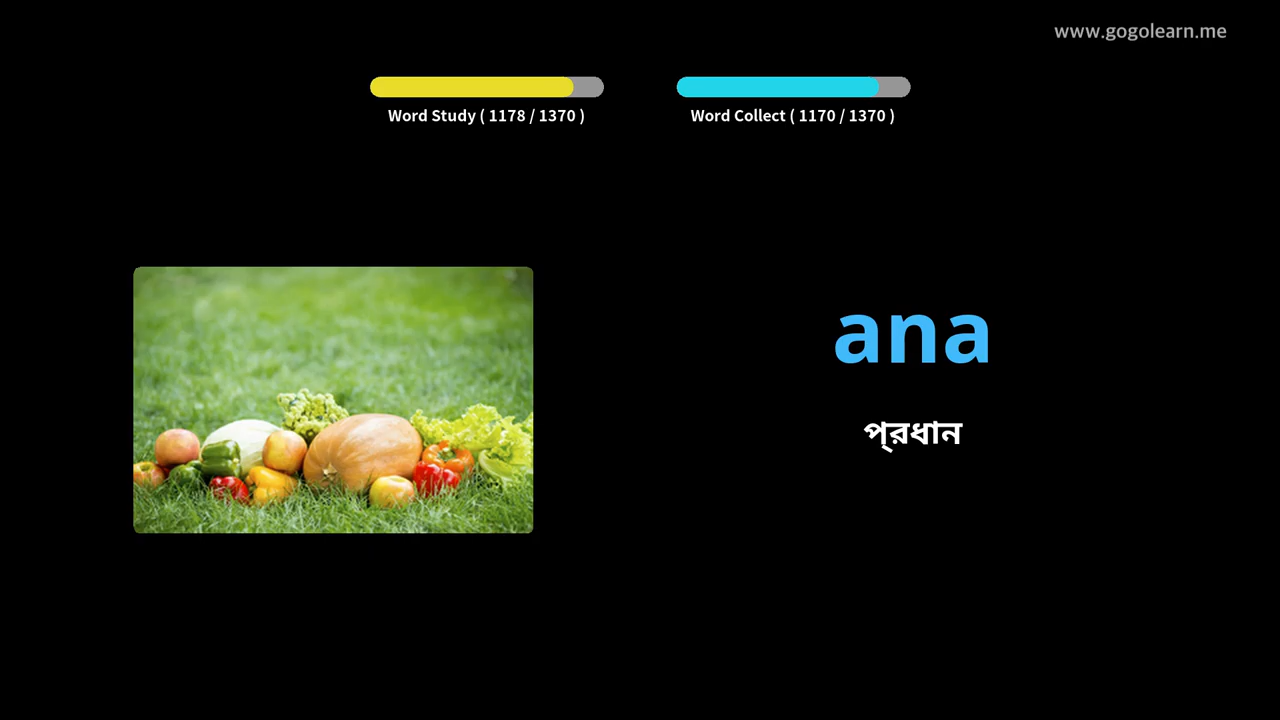 www.gogolearn.me
Word Study ( 1178 / 1370 )
Word Collect ( 1170 / 1370 )
ana
প্রধান